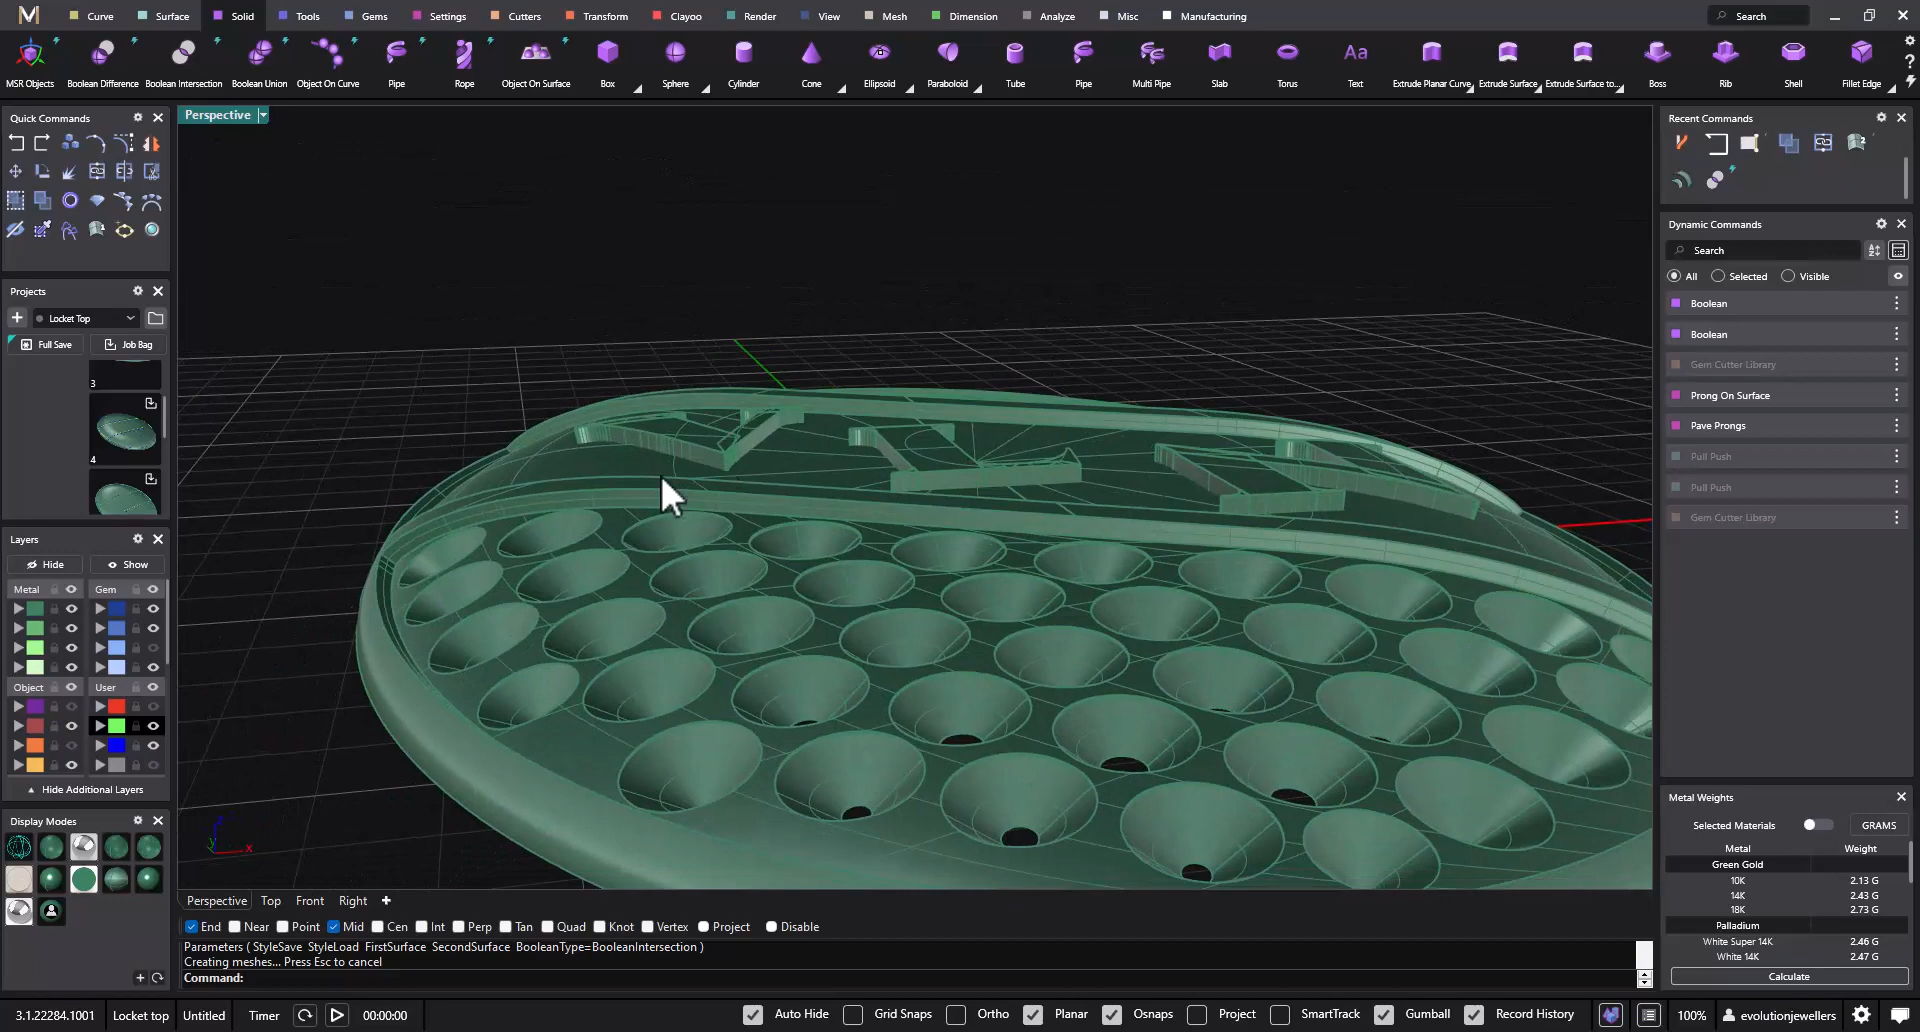 Curve Surface Solid Tools Gems Settings Cutters Transform Clayoo Render View Mesh Dimension Analyze Misc Manufacturing Search
MSR Objects Boolean Difference Boolean Intersection Boolean Union Object On Curve Pipe Rope Object On Surface Box Sphere Cylinder Cone Ellipsoid Paraboloid Tube Pipe Multi Pipe Slab Torus Text Extrude Planar Curve Extrude Surface Extrude Surface to... Boss Rib Shell Fillet Edge
Quick Commands
Perspective
Recent Commands
Projects
Locket Top
Full Save Job Bag
3
4
Layers
Hide Show
Metal Gem
Object User
Hide Additional Layers
Display Modes
Dynamic Commands
Search
All Selected Visible
Boolean
Boolean
Gem Cutter Library
Prong On Surface
Pave Prongs
Pull Push
Pull Push
Gem Cutter Library
Metal Weights
Selected Materials GRAMS
Metal Weight
Green Gold
10K 2.13 G
14K 2.43 G
18K 2.73 G
Palladium
White Super 14K 2.46 G
White 14K 2.47 G
Calculate
z
y x
Perspective Top Front Right
End Near Point Mid Cen Int Perp Tan Quad Knot Vertex Project Disable
Parameters ( StyleSave StyleLoad FirstSurface SecondSurface BooleanType=BooleanIntersection )
Creating meshes... Press Esc to cancel
Command:
3.1.22284.1001 Locket top Untitled Timer 00:00:00 Auto Hide Grid Snaps Ortho Planar Osnaps Project SmartTrack Gumball Record History 100% evolutionjewellers